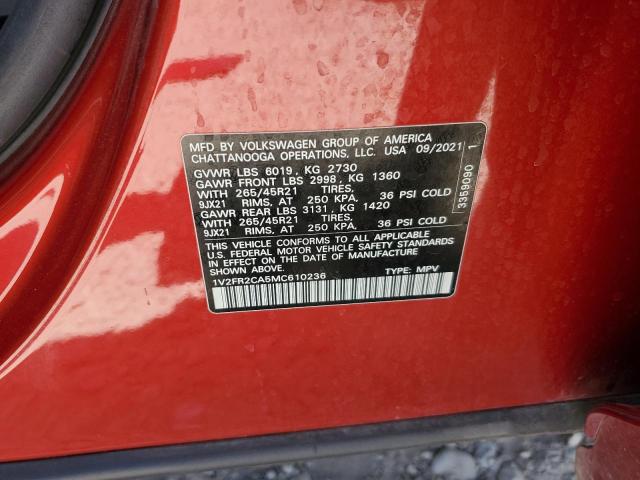 MFD BY VOLKSWAGEN GROUP OF AMERICA
CHATTANOOGA OPERATIONS, LLC. USA 09/2021
GVWR LBS 6019, KG 2730
GAWR FRONT LBS 2998, KG 1360
WITH 265/45R21 TIRES,
9JX21 RIMS, AT 250 KPA. 36 PSI COLD
GAWR REAR LBS 3131, KG 1420
WITH 265/45R21 TIRES,
9JX21 RIMS, AT 250 KPA. 36 PSI COLD
THIS VEHICLE CONFORMS TO ALL APPLICABLE
U.S. FEDERAL MOTOR VEHICLE SAFETY STANDARDS
IN EFFECT ON THE DATE OF MANUFACTURE
SHOWN ABOVE.
1V2FR2CA5MC610236 TYPE: MPV
3359090 1